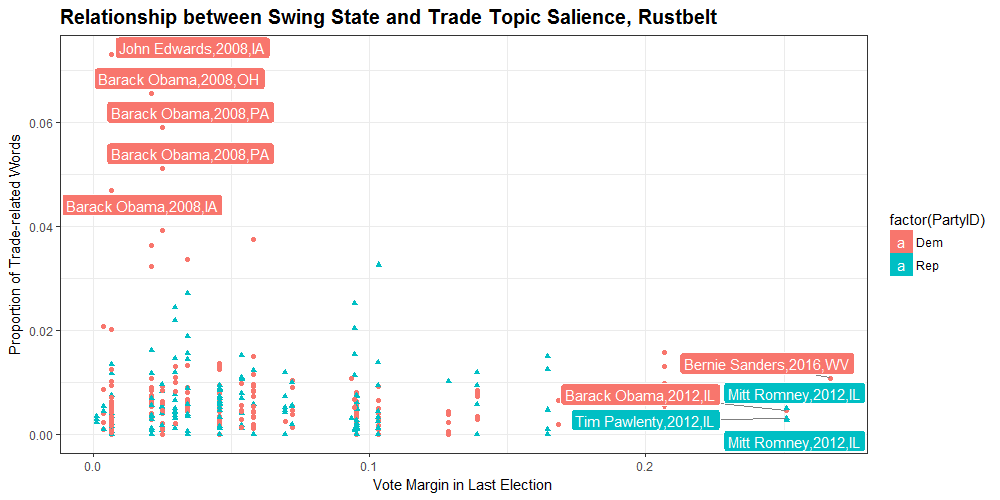 Relationship between Swing State and Trade Topic Salience, Rustbelt
John Edwards,2008,IA
Barack Obama,2008,OH
Barack Obama,2008,PA
Barack Obama,2008,PA
Barack Obama,2008,IA
Bernie Sanders,2016,WV
Barack Obama,2012,IL
Mitt Romney,2012,IL
Tim Pawlenty,2012,IL
Mitt Romney,2012,IL
Proportion of Trade-related Words
0.06
0.04
0.02
0.00
0.0
0.1
0.2
Vote Margin in Last Election
factor(PartyID)
a Dem
a Rep